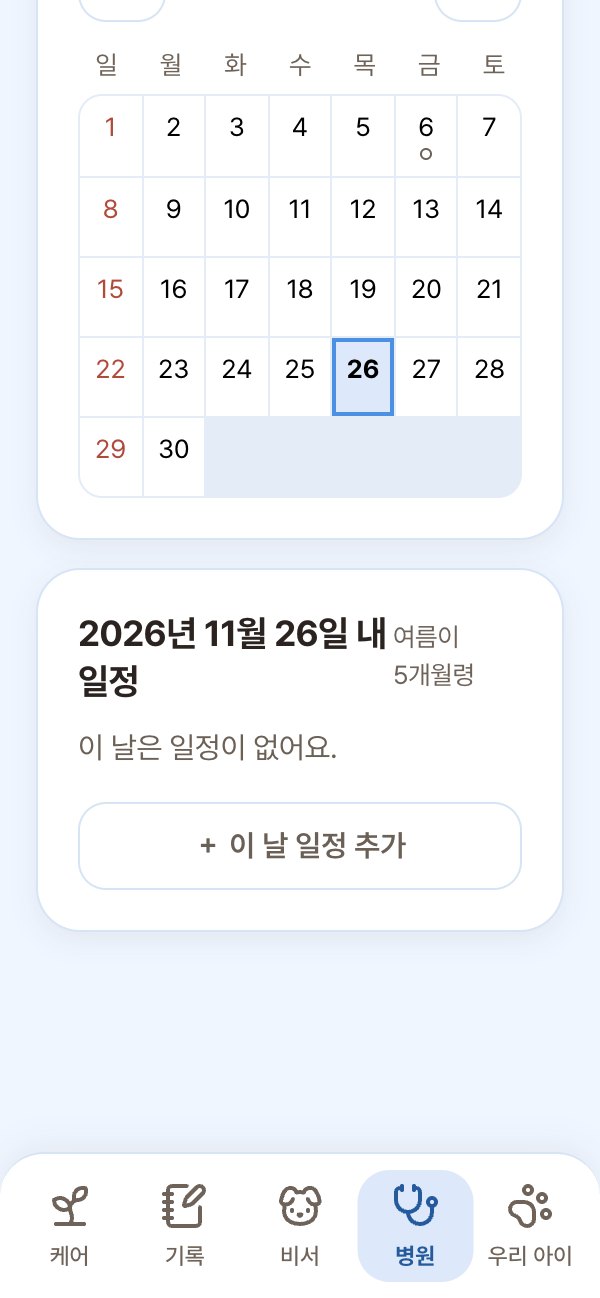 일 월 화 수 목 금 토
1 2 3 4 5 6 7
8 9 10 11 12 13 14
15 16 17 18 19 20 21
22 23 24 25 26 27 28
29 30
2026년 11월 26일 내 일정
여름이
5개월령
이 날은 일정이 없어요.
+ 이 날 일정 추가
케어 기록 비서 병원 우리 아이